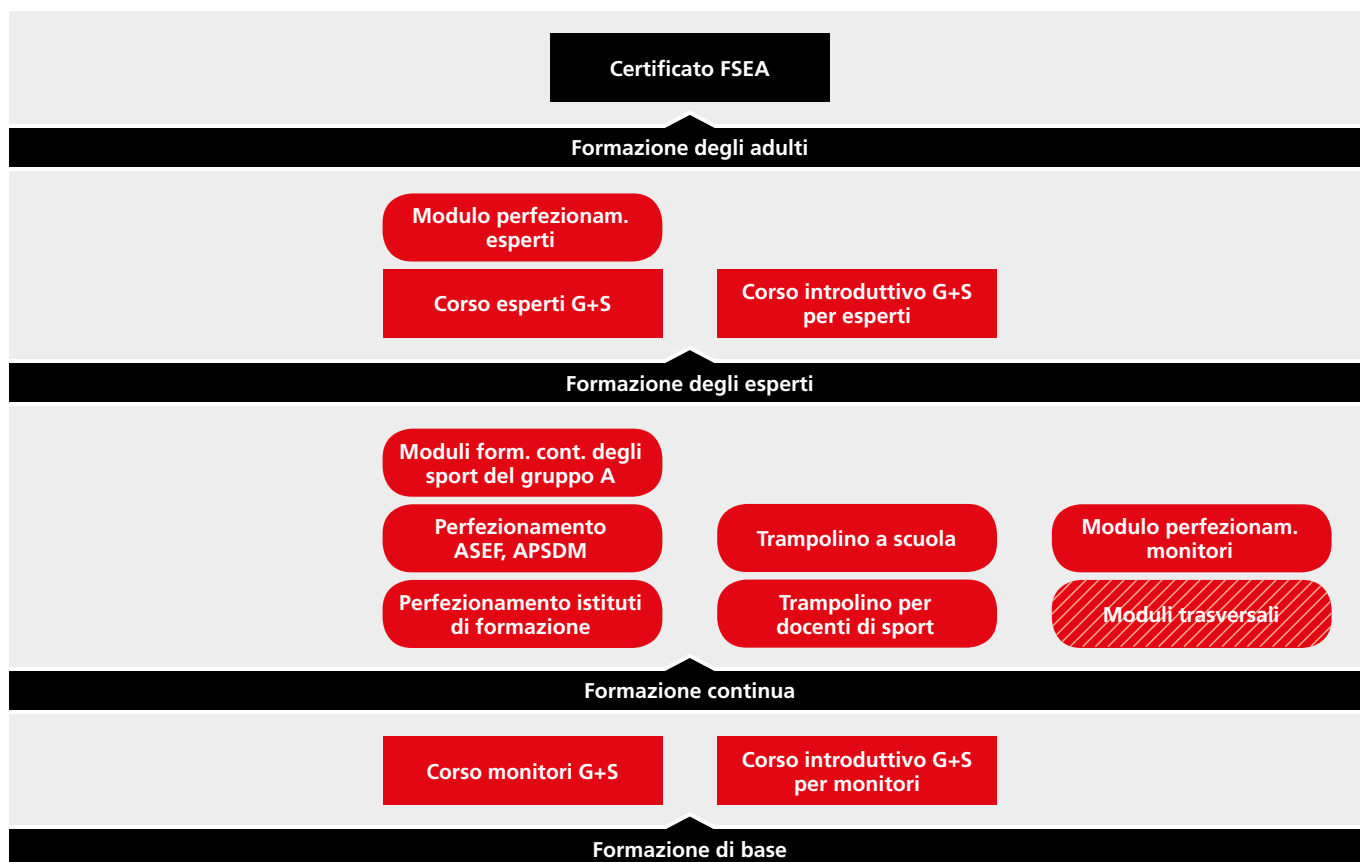 Certificato FSEA
Formazione degli adulti
Modulo perfezionam.
esperti
Corso esperti G+S
Corso introduttivo G+S
per esperti
Formazione degli esperti
Moduli form. cont. degli
sport del gruppo A
Perfezionamento
ASEF, APSDM
Trampolino a scuola
Modulo perfezionam.
monitori
Perfezionamento istituti
di formazione
Trampolino per
docenti di sport
Moduli trasversali
Formazione continua
Corso monitori G+S
Corso introduttivo G+S
per monitori
Formazione di base